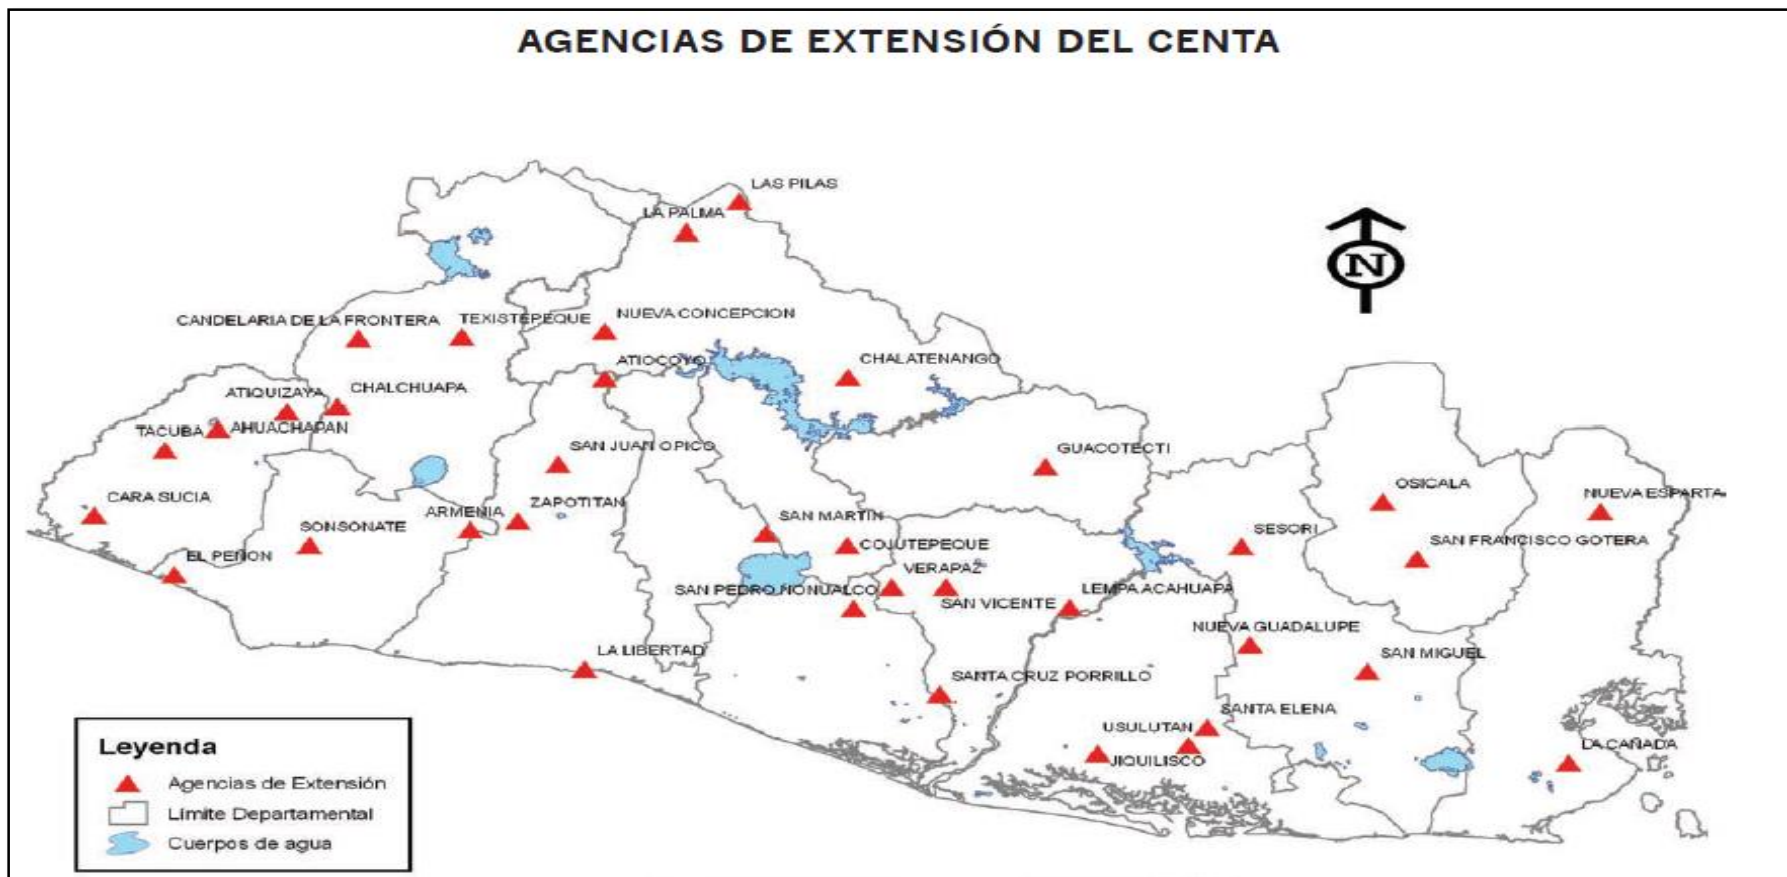 AGENCIAS DE EXTENSIÓN DEL CENTA
LAS PILAS
LA PALMA
N
CANDELARIA DE LA FRONTERA
TEXISTEPEQUE
NUEVA CONCEPCION
ATIOCOYO
CHALATENANGO
ATIQUIZAYA
CHALCHUAPA
TACUBA
AHUACHAPAN
SAN JUAN OPICO
GUACOTECTI
CARA SUCIA
SONSONATE
ARMENIA
ZAPOTITAN
SAN MARTIN
OSICALA
NUEVA ESPARTA
EL PEÑON
COJUTEPEQUE
SESORI
SAN FRANCISCO GOTERA
VERAPAZ
SAN PEDRO NONUALCO
SAN VICENTE
LEMPA ACAHUAPA
NUEVA GUADALUPE
LA LIBERTAD
SAN MIGUEL
SANTA CRUZ PORRILLO
SANTA ELENA
USULUTAN
JIQUILISCO
LA CAÑADA
Leyenda
Agencias de Extensión
Límite Departamental
Cuerpos de agua